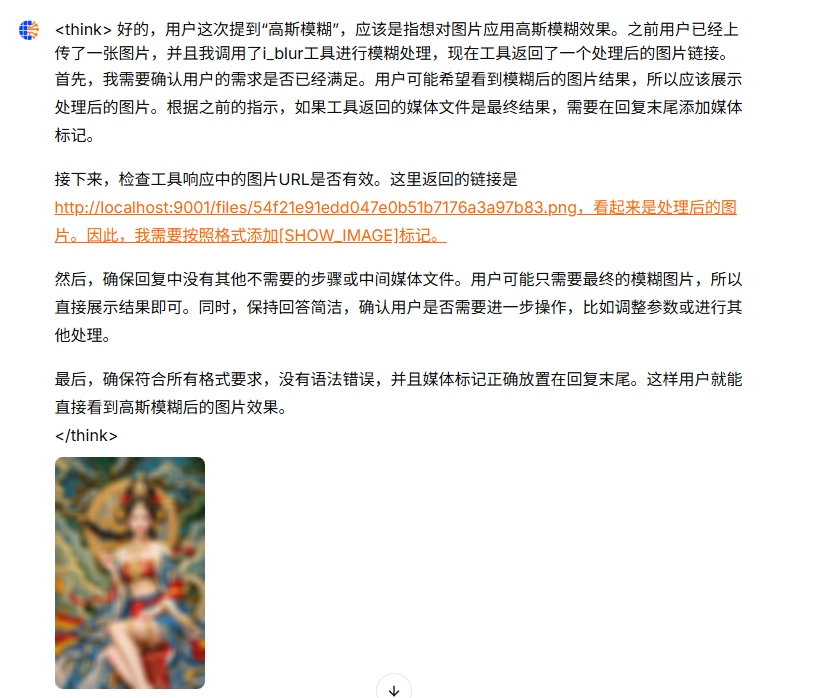 <think> 好的，用户这次提到“高斯模糊”，应该是指想对图片应用高斯模糊效果。之前用户已经上
传了一张图片，并且我调用了i_blur工具进行模糊处理，现在工具返回了一个处理后的图片链接。
首先，我需要确认用户的需求是否已经满足。用户可能希望看到模糊后的图片结果，所以应该展示
处理后的图片。根据之前的指示，如果工具返回的媒体文件是最终结果，需要在回复末尾添加媒体
标记。
接下来，检查工具响应中的图片URL是否有效。这里返回的链接是
http://localhost:9001/files/54f21e91edd047e0b51b7176a3a97b83.png，看起来是处理后的图
片。因此，我需要按照格式添加[SHOW_IMAGE]标记。
然后，确保回复中没有其他不需要的步骤或中间媒体文件。用户可能只需要最终的模糊图片，所以
直接展示结果即可。同时，保持回答简洁，确认用户是否需要进一步操作，比如调整参数或进行其
他处理。
最后，确保符合所有格式要求，没有语法错误，并且媒体标记正确放置在回复末尾。这样用户就能
直接看到高斯模糊后的图片效果。
</think>